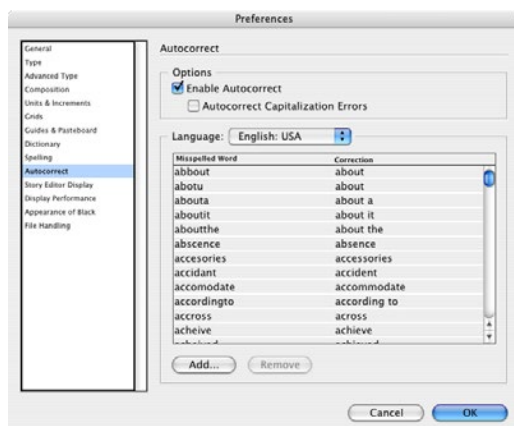 Preferences
General
Type
Advanced Type
Composition
Units & Increments
Grids
Guides & Pasteboard
Dictionary
Spelling
Autocorrect
Story Editor Display
Display Performance
Appearance of Black
File Handling
Autocorrect
Options
Enable Autocorrect
Autocorrect Capitalization Errors
Language: English: USA
Misspelled Word Correction
abbout about
abotu about
abouta about a
aboutit about it
aboutthe about the
abscence absence
accesories accessories
accidant accident
accomodate accommodate
accordingto according to
accross across
acheive achieve
Add... Remove
Cancel OK